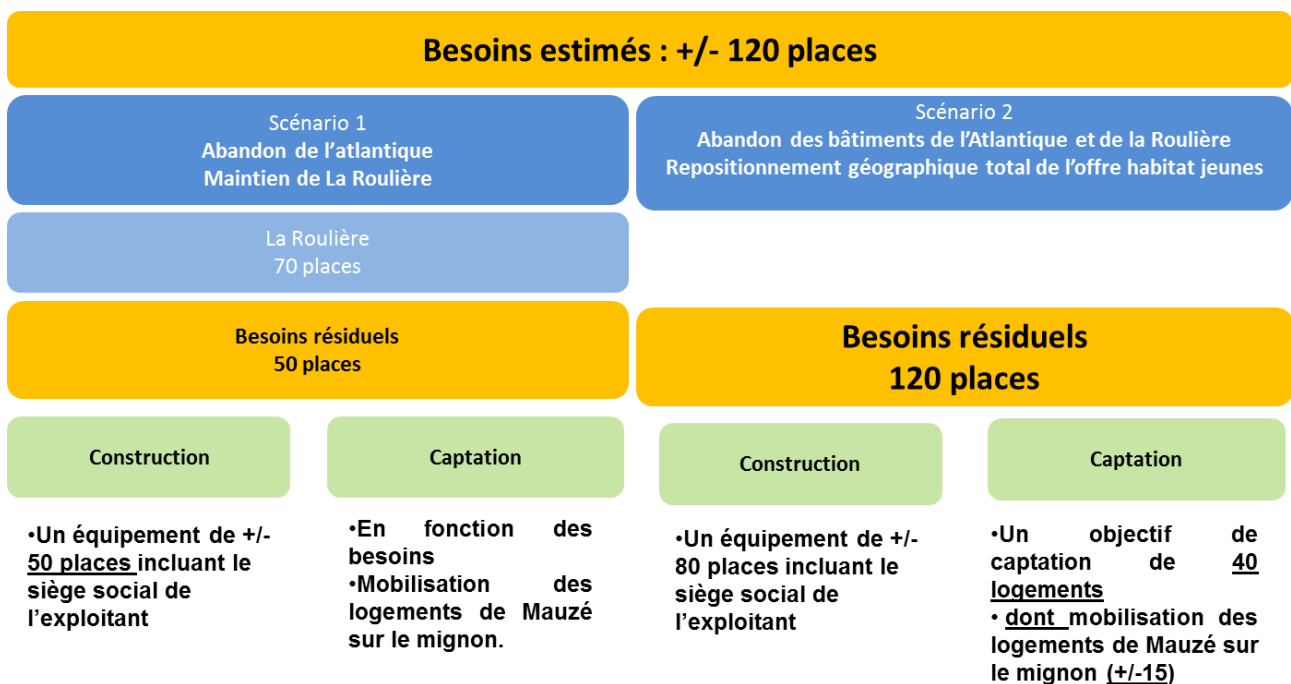 Besoins estimés : +/- 120 places
Scénario 1
Abandon de l’atlantique
Maintien de La Roulière
Scénario 2
Abandon des bâtiments de l’Atlantique et de la Roulière
Repositionnement géographique total de l’offre habitat jeunes
La Roulière
70 places
Besoins résiduels
50 places
Besoins résiduels
120 places
Construction
•Un équipement de +/-
50 places incluant le
siège social de
l’exploitant
Captation
•En fonction des
besoins
•Mobilisation des
logements de Mauzé
sur le mignon.
Construction
•Un équipement de +/-
80 places incluant le
siège social de
l’exploitant
Captation
•Un objectif de
captation de 40
logements
• dont mobilisation des
logements de Mauzé sur
le mignon (+/-15)